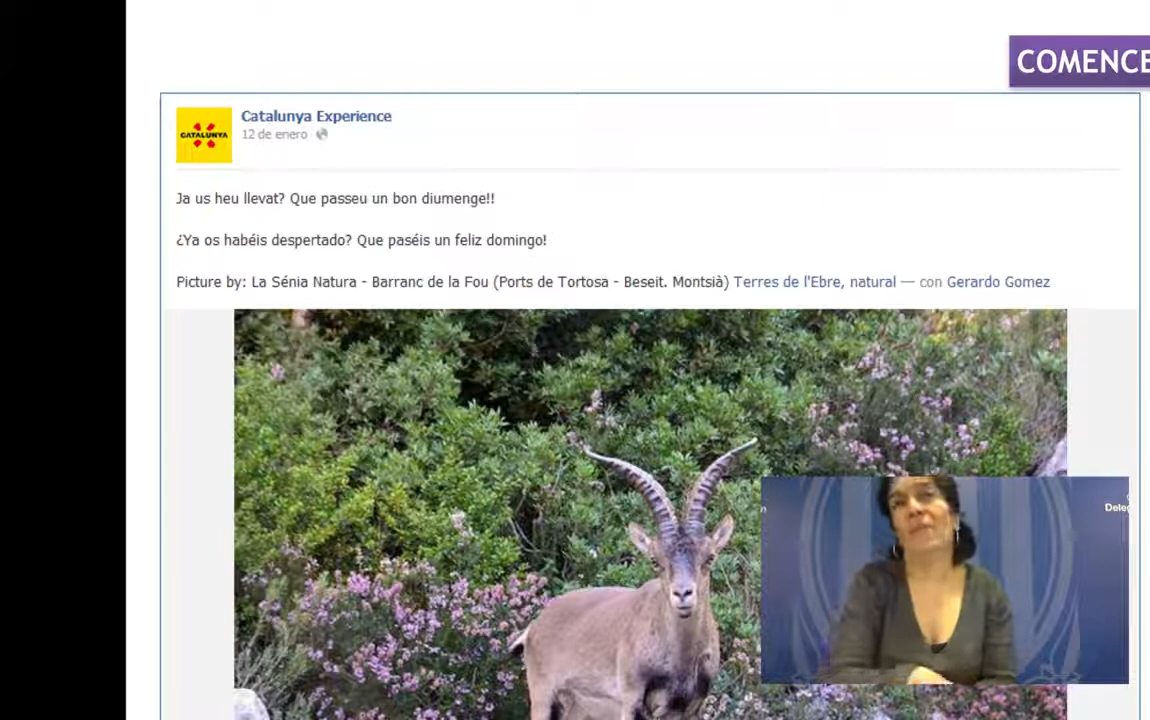 COMENCE
Catalunya Experience
CATALUNYA
12 de enero
Ja us heu llevat? Que passeu un bon diumenge!!
¿Ya os habéis despertado? Que paséis un feliz domingo!
Picture by: La Sénia Natura - Barranc de la Fou (Ports de Tortosa - Beseit. Montsià) Terres de l'Ebre, natural — con Gerardo Gomez
Deleg